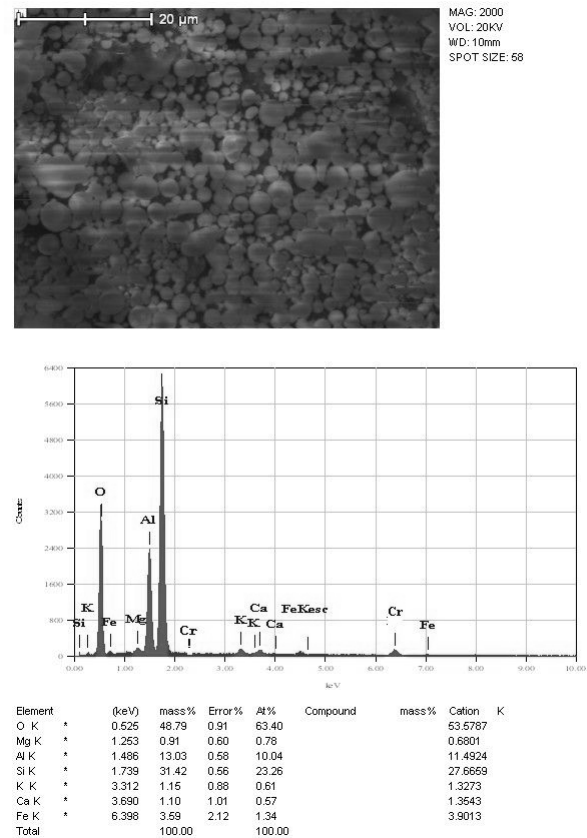 20 µm
MAG: 2000
VOL: 20KV
WD: 10mm
SPOT SIZE: 58
6400
5600
4800
4000
3200
2400
1600
800
0
Counts
Si
O
Al
K
Si
Fe
Mg
Cr
K
K
Ca
Ca
FeKesc
Cr
Fe
0.00 1.00 2.00 3.00 4.00 5.00 6.00 7.00 8.00 9.00 10.00
keV
Element (keV) mass% Error% At% Compound mass% Cation K
O K * 0.525 48.79 0.91 63.40 53.5787
Mg K * 1.253 0.91 0.60 0.78 0.6801
Al K * 1.486 13.03 0.58 10.04 11.4924
Si K * 1.739 31.42 0.56 23.26 27.6659
K K * 3.312 1.15 0.88 0.61 1.3273
Ca K * 3.690 1.10 1.01 0.57 1.3543
Fe K * 6.398 3.59 2.12 1.34 3.9013
Total 100.00 100.00